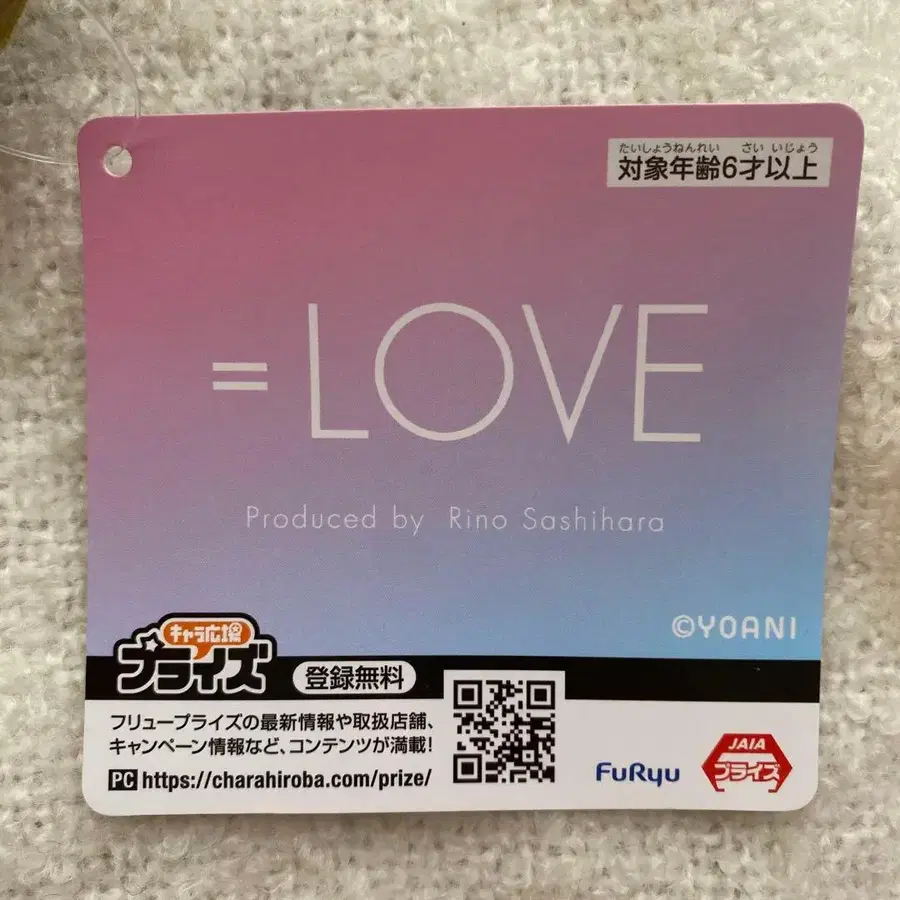 たいしょうねんれい さい いじょう
対象年齢6才以上
=LOVE
Produced by Rino Sashihara
©YOANI
キャラ広場
プライズ
登録無料
フリュープライズの最新情報や取扱店舗、
キャンペーン情報など、コンテンツが満載!
PC https://charahiroba.com/prize/
FuRyu
JAIA
プライズ